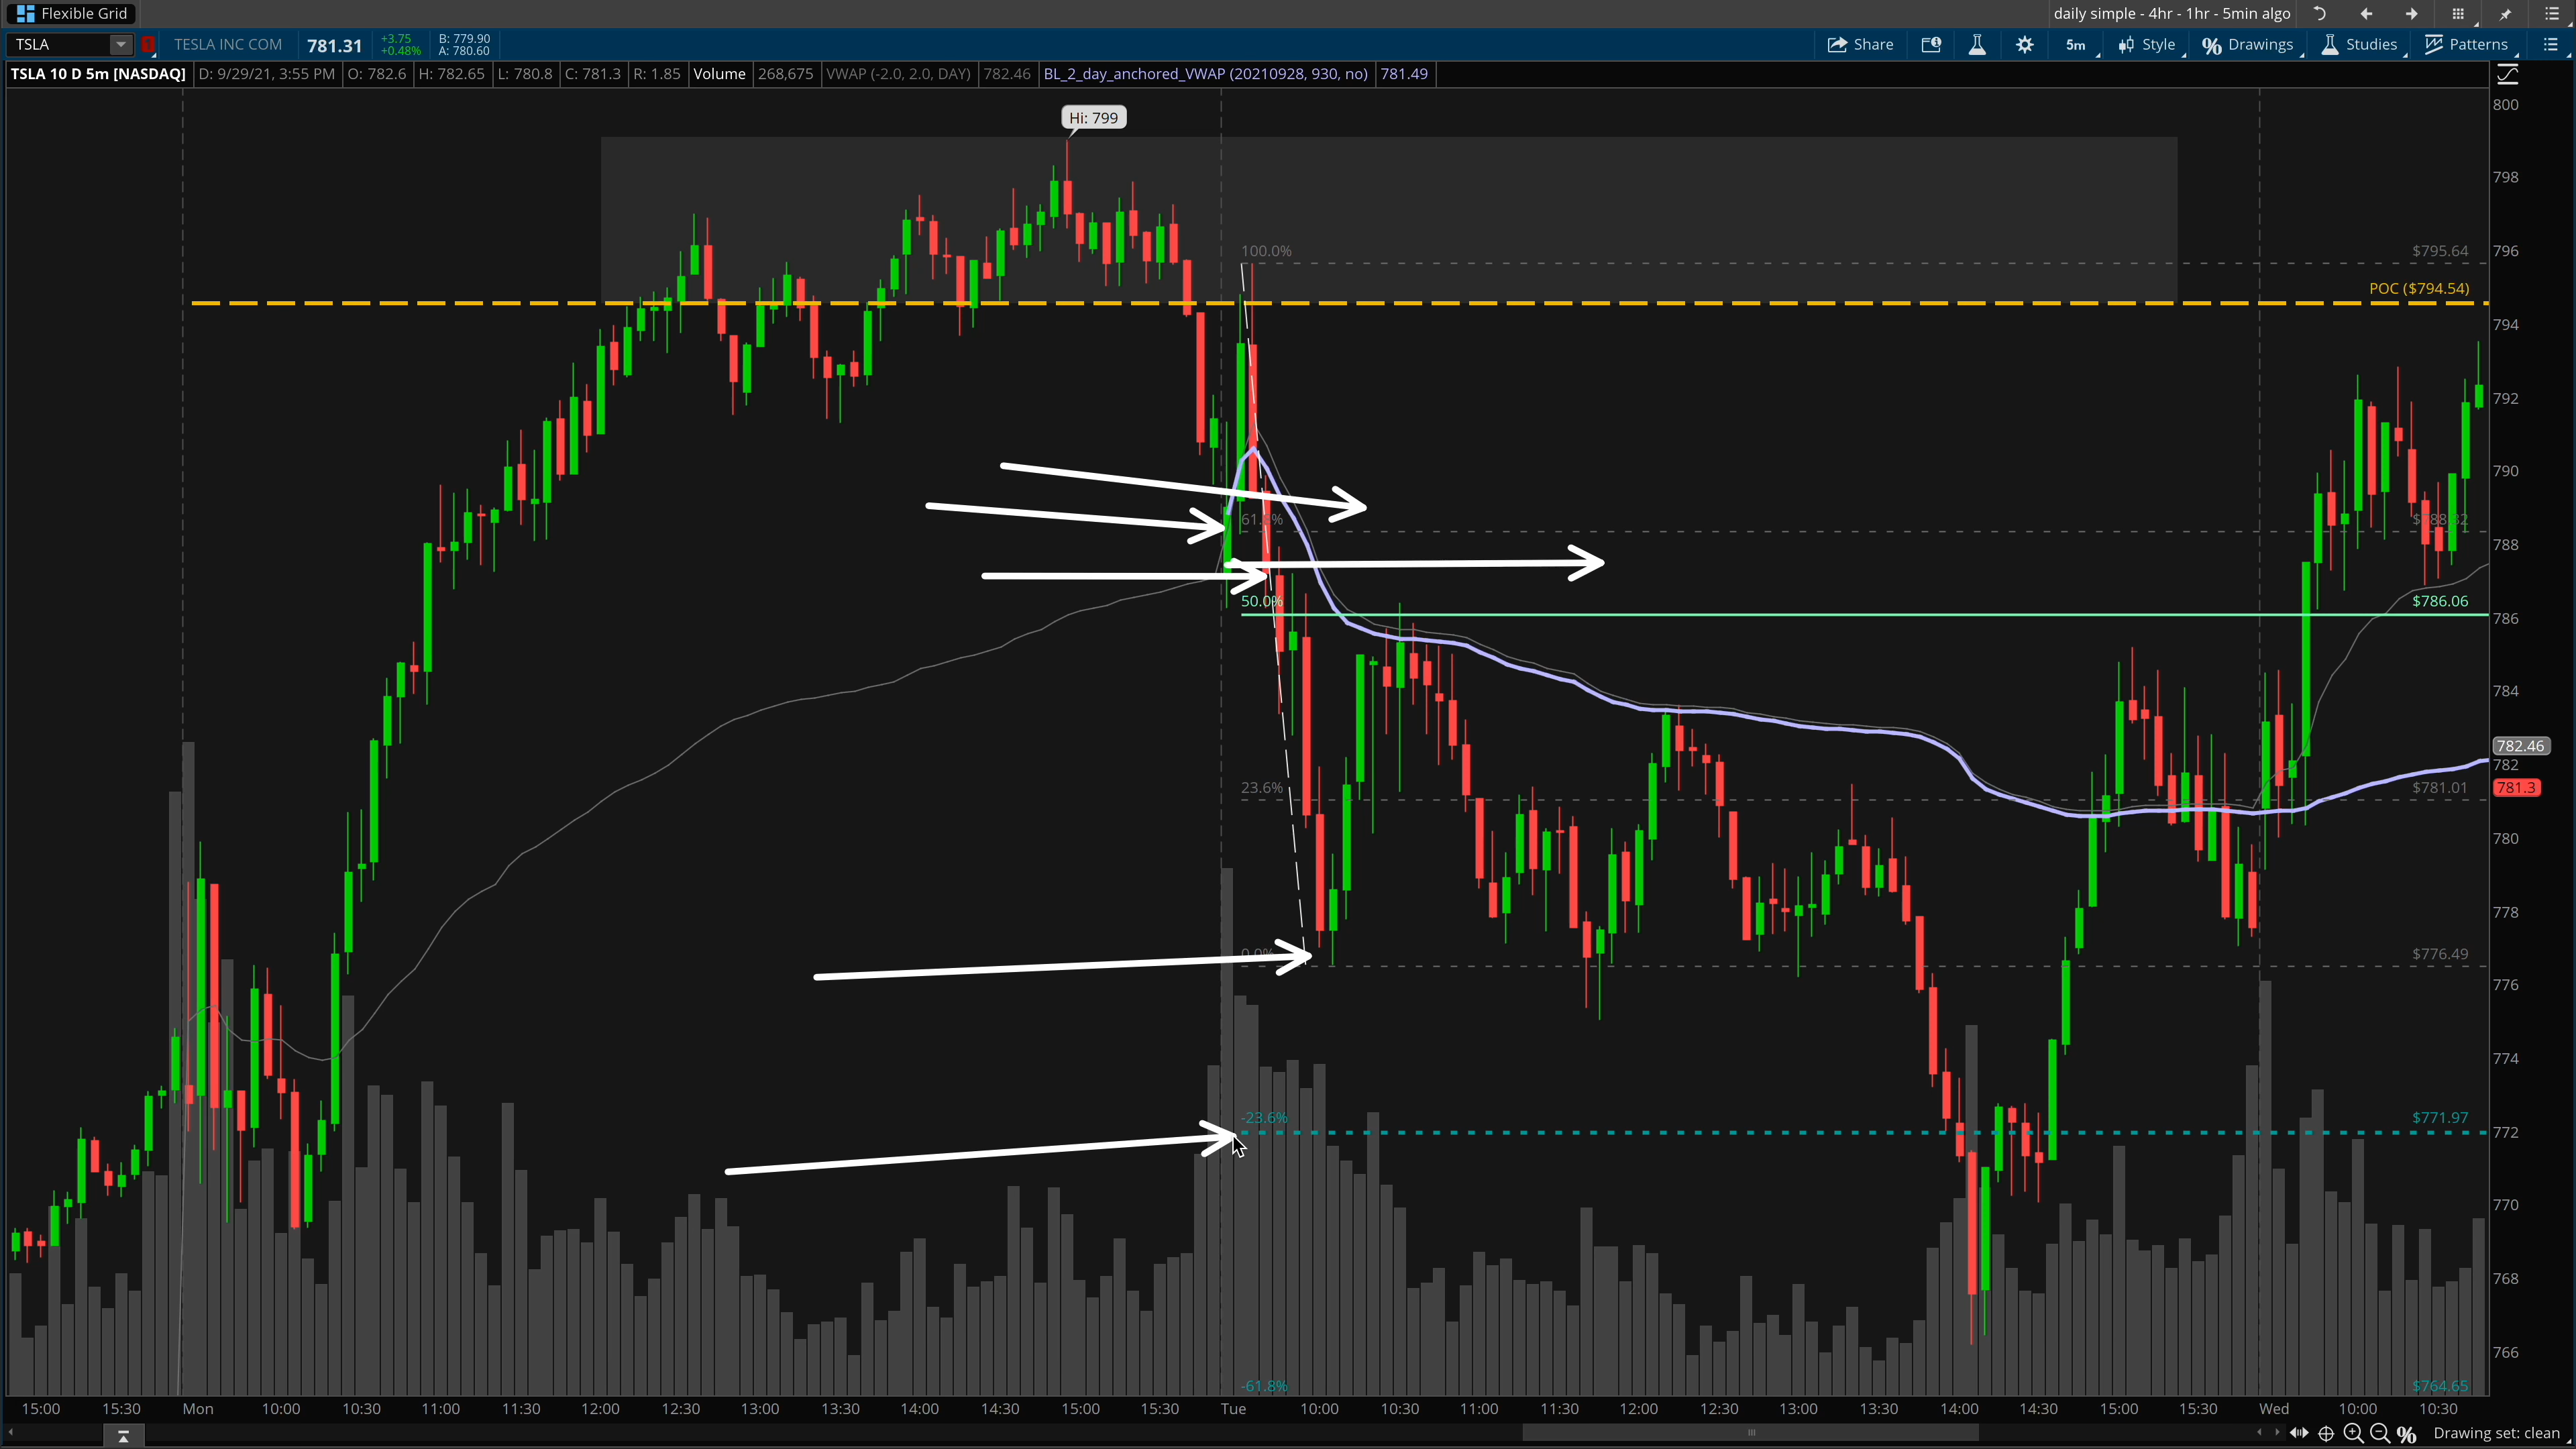 Flexible Grid
daily simple - 4hr - 1hr - 5min algo
TSLA
1
TESLA INC COM
781.31
+3.75
+0.48%
B: 779.90
A: 780.60
Share
5m
Style
Drawings
Studies
Patterns
TSLA 10 D 5m [NASDAQ]
D: 9/29/21, 3:55 PM
O: 782.6
H: 782.65
L: 780.8
C: 781.3
R: 1.85
Volume
268,675
VWAP (-2.0, 2.0, DAY)
782.46
BL_2_day_anchored_VWAP (20210928, 930, no)
781.49
Hi: 799
100.0%
$795.64
POC ($794.54)
61.8%
50.0%
$786.06
23.6%
$781.01
0.0%
$776.49
-23.6%
$771.97
-61.8%
$764.65
800
798
796
794
792
790
788
786
784
782.46
782
781.3
780
778
776
774
772
770
768
766
15:00 15:30 Mon 10:00 10:30 11:00 11:30 12:00 12:30 13:00 13:30 14:00 14:30 15:00 15:30 Tue 10:00 10:30 11:00 11:30 12:00 12:30 13:00 13:30 14:00 14:30 15:00 15:30 Wed 10:00 10:30
Drawing set: clean